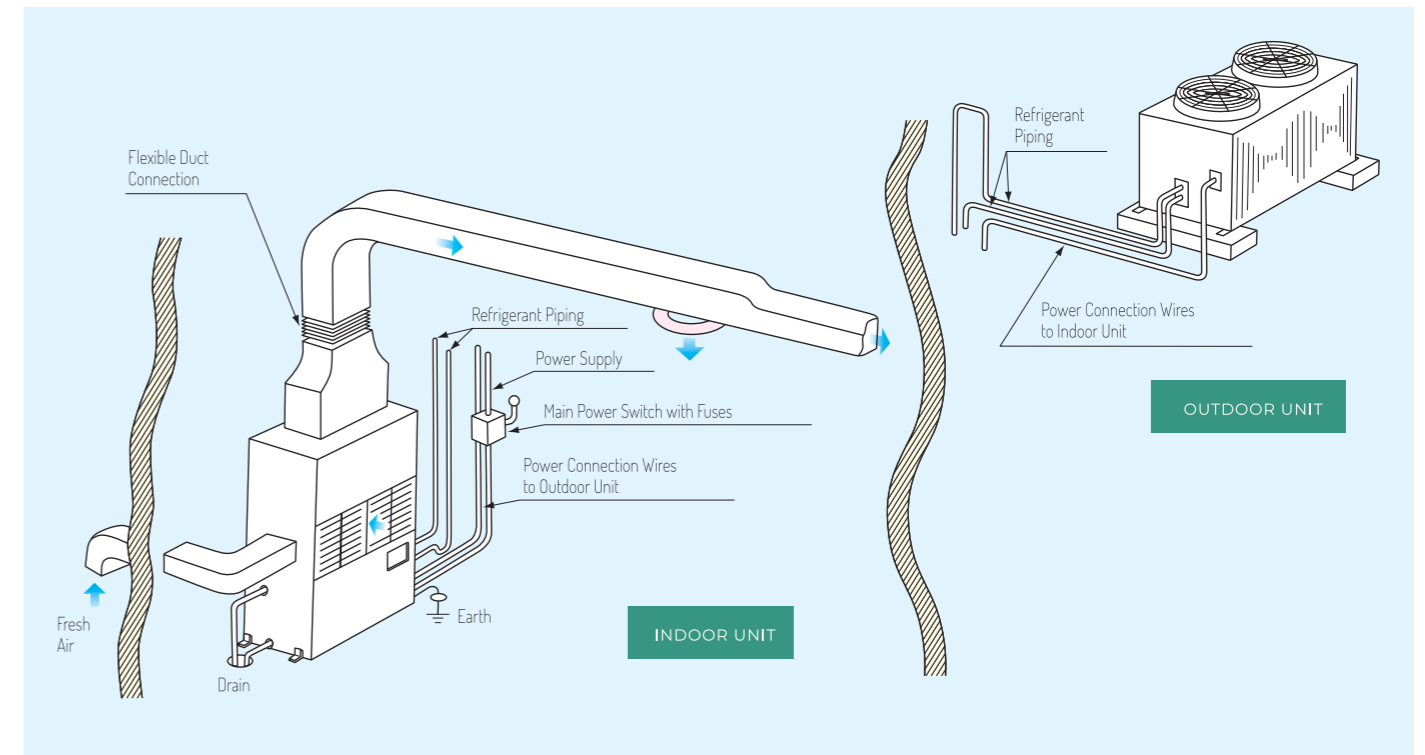 Flexible Duct
Connection
Refrigerant Piping
Power Supply
Main Power Switch with Fuses
Power Connection Wires
to Outdoor Unit
Fresh
Air
Drain
Earth
INDOOR UNIT
Refrigerant
Piping
Power Connection Wires
to Indoor Unit
OUTDOOR UNIT